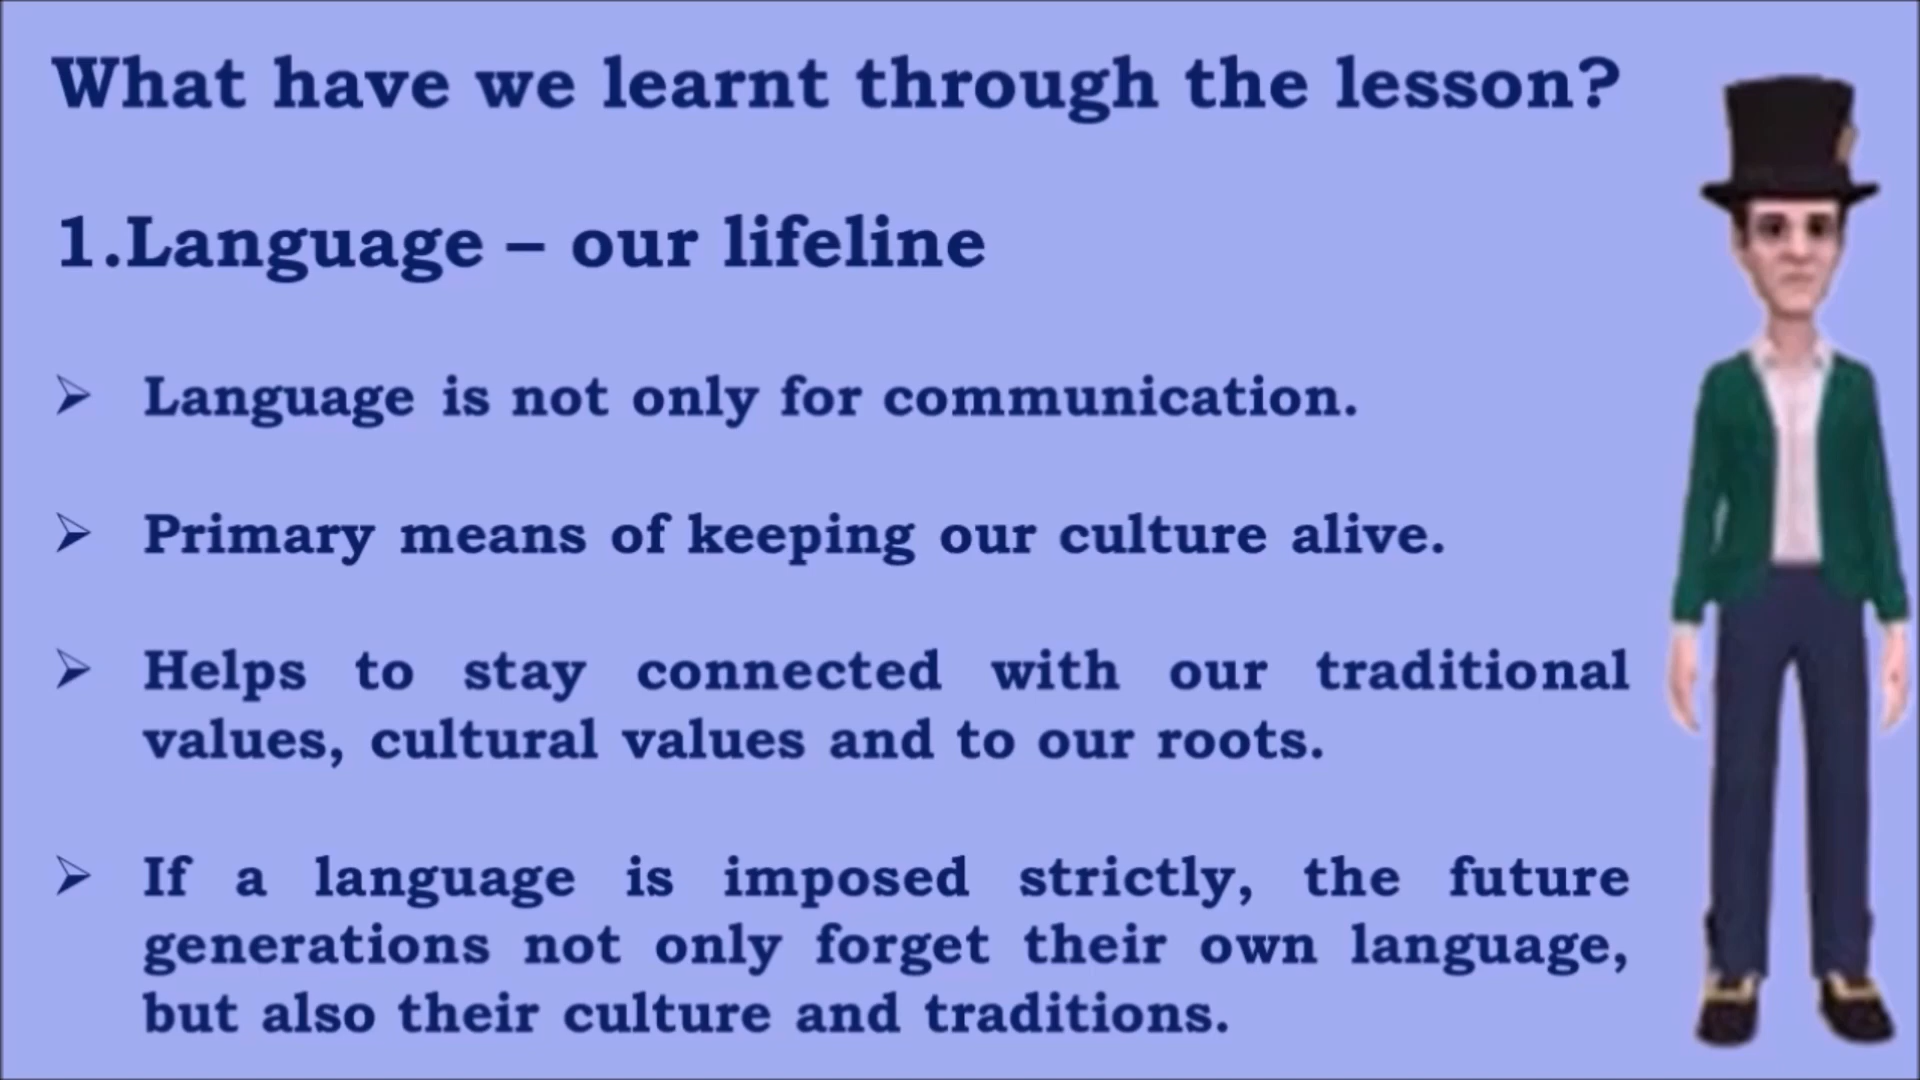 What have we learnt through the lesson?
1.Language – our lifeline
➢ Language is not only for communication.
➢ Primary means of keeping our culture alive.
➢ Helps to stay connected with our traditional
values, cultural values and to our roots.
➢ If a language is imposed strictly, the future
generations not only forget their own language,
but also their culture and traditions.